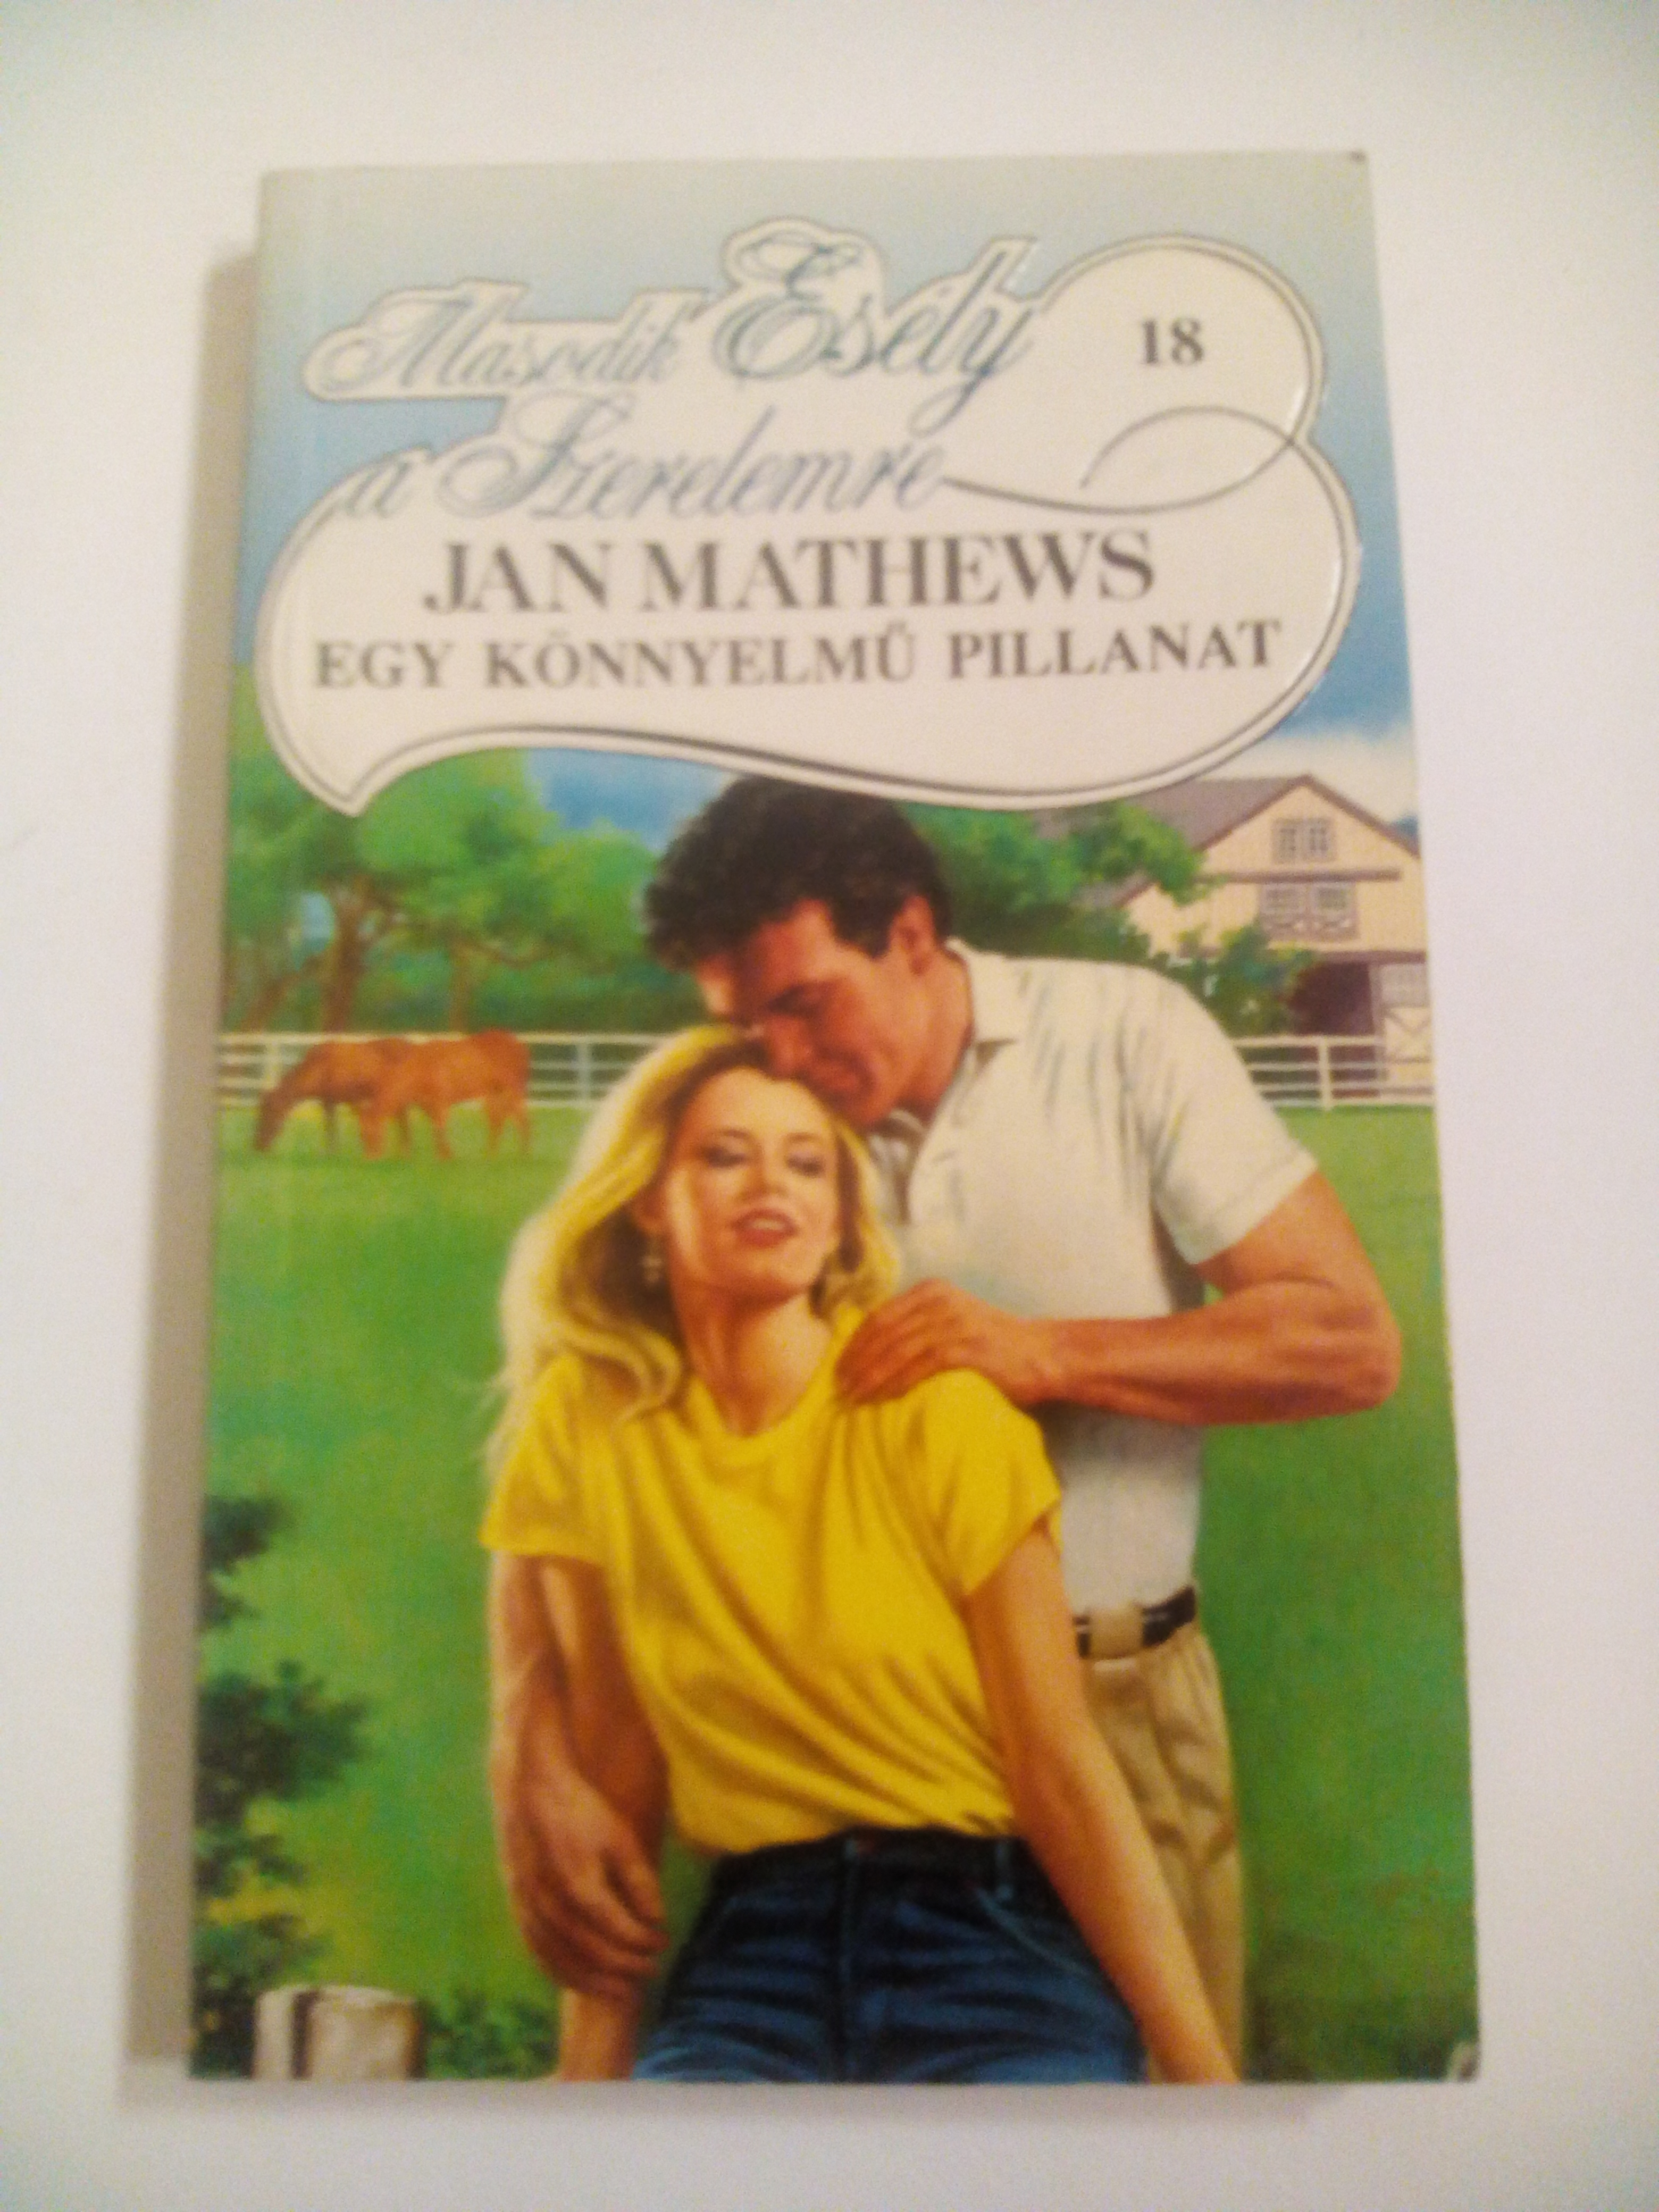 Második Esély
18
a Szerelemre
JAN MATHEWS
EGY KÖNNYELMŰ PILLANAT